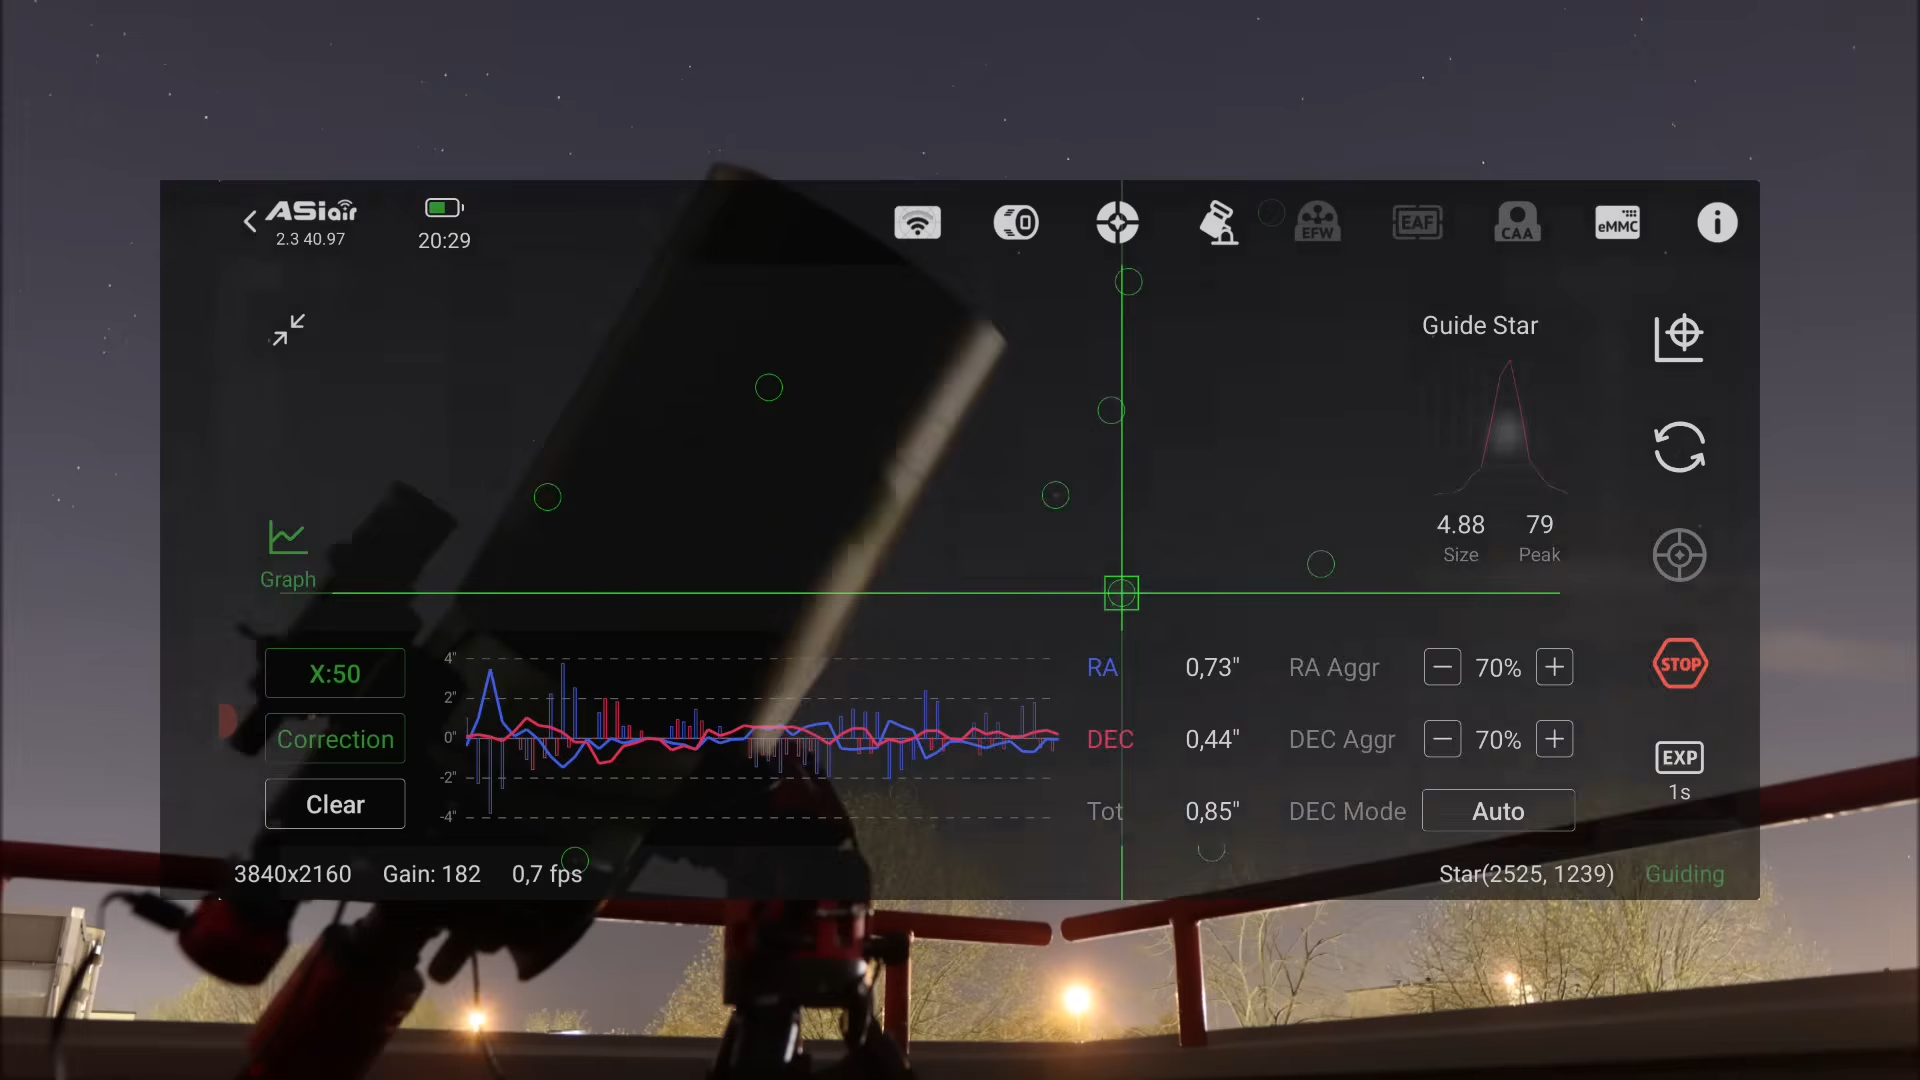 ASiair
2.3 40.97
20:29
0
EFW
EAF
CAA
eMMC
i
Guide Star
4.88 79
Size Peak
Graph
X:50
Correction
Clear
4"
2"
0"
-2"
-4"
RA 0,73" RA Aggr 70%
DEC 0,44" DEC Aggr 70%
Tot 0,85" DEC Mode Auto
STOP
EXP
1s
3840x2160 Gain: 182 0,7 fps
Star(2525, 1239) Guiding